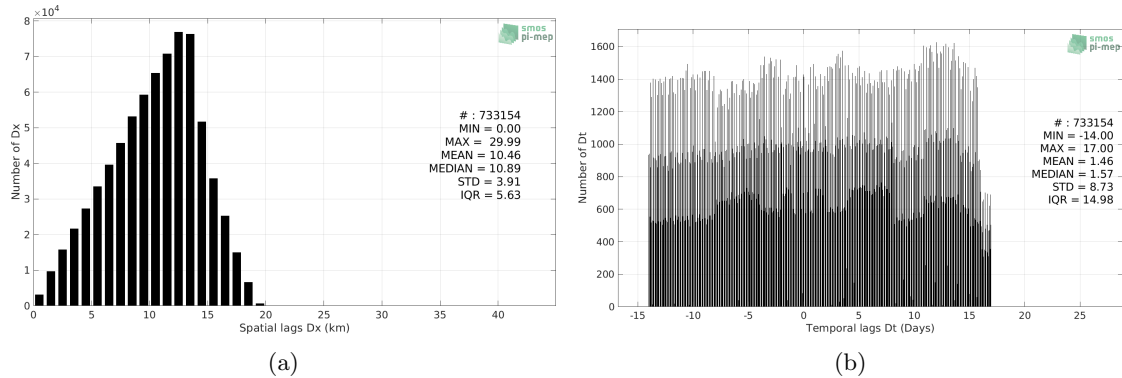 ×10⁴
8
7
6
5
4
3
2
1
0
Number of Dx
0 5 10 15 20 25 30 35 40
Spatial lags Dx (km)
smos
pi-mep
# : 733154
MIN = 0.00
MAX = 29.99
MEAN = 10.46
MEDIAN = 10.89
STD = 3.91
IQR = 5.63
(a)
1600
1400
1200
1000
800
600
400
200
0
Number of Dt
-15 -10 -5 0 5 10 15 20 25
Temporal lags Dt (Days)
smos
pi-mep
# : 733154
MIN = -14.00
MAX = 17.00
MEAN = 1.46
MEDIAN = 1.57
STD = 8.73
IQR = 14.98
(b)